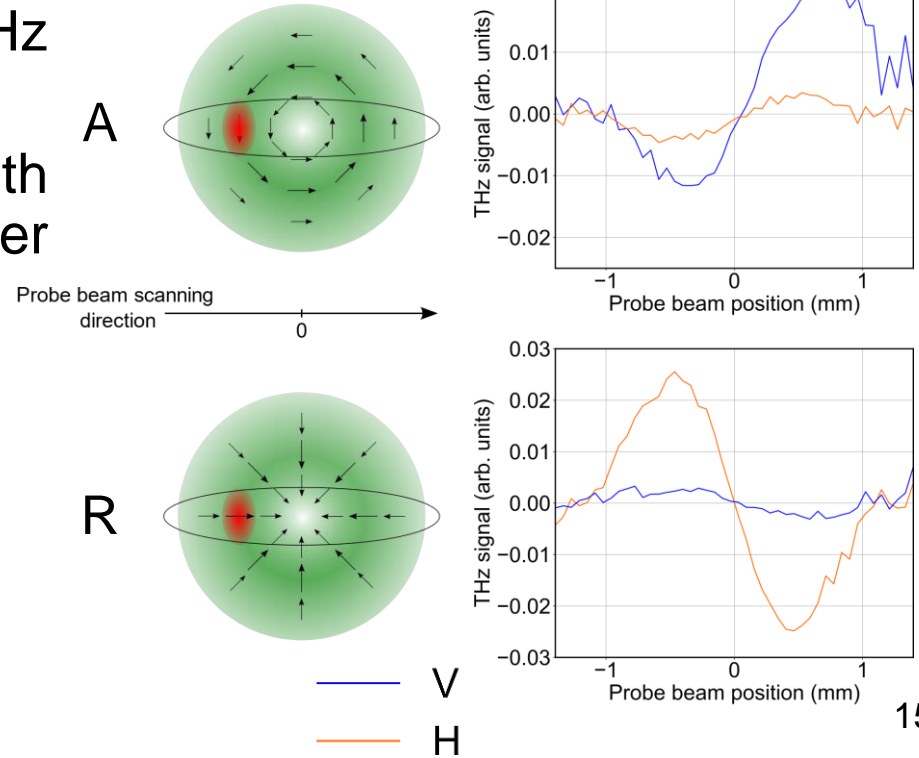 Hz
A
th
er
THz signal (arb. units)
0.01
0.00
−0.01
−0.02
−1
0
1
Probe beam position (mm)
Probe beam scanning
direction
0
R
THz signal (arb. units)
0.03
0.02
0.01
0.00
−0.01
−0.02
−0.03
−1
0
1
Probe beam position (mm)
V
H